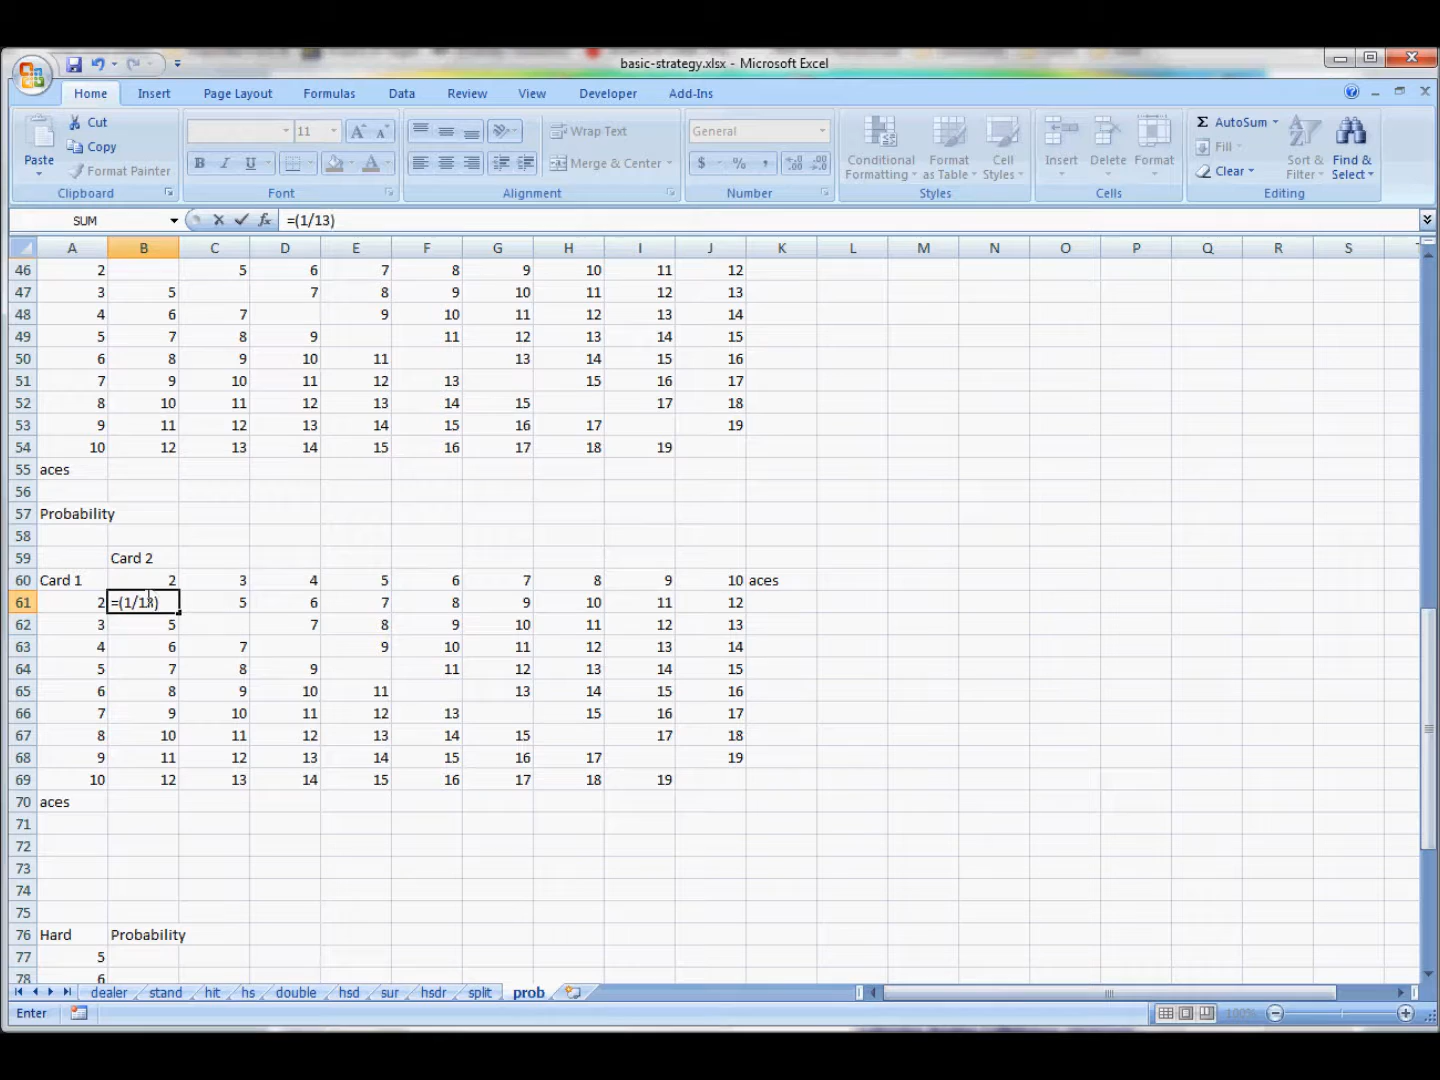 basic-strategy.xlsx - Microsoft Excel
Home Insert Page Layout Formulas Data Review View Developer Add-Ins
Paste Cut Copy Format Painter
11
Wrap Text
Merge & Center
General
$ % ,
Conditional Formatting Format as Table Cell Styles
Insert Delete Format
Σ AutoSum Fill Clear
Sort & Filter Find & Select
Clipboard Font Alignment Number Styles Cells Editing
SUM fx =(1/13)
A B C D E F G H I J K L M N O P Q R S
46 2 5 6 7 8 9 10 11 12
47 3 5 7 8 9 10 11 12 13
48 4 6 7 9 10 11 12 13 14
49 5 7 8 9 11 12 13 14 15
50 6 8 9 10 11 13 14 15 16
51 7 9 10 11 12 13 15 16 17
52 8 10 11 12 13 14 15 17 18
53 9 11 12 13 14 15 16 17 19
54 10 12 13 14 15 16 17 18 19
55 aces
56
57 Probability
58
59 Card 2
60 Card 1 2 3 4 5 6 7 8 9 10 aces
61 2 =(1/13) 5 6 7 8 9 10 11 12
62 3 5 7 8 9 10 11 12 13
63 4 6 7 9 10 11 12 13 14
64 5 7 8 9 11 12 13 14 15
65 6 8 9 10 11 13 14 15 16
66 7 9 10 11 12 13 15 16 17
67 8 10 11 12 13 14 15 17 18
68 9 11 12 13 14 15 16 17 19
69 10 12 13 14 15 16 17 18 19
70 aces
71
72
73
74
75
76 Hard Probability
77 5
78 6
dealer stand hit hs double hsd sur hsdr split prob
Enter 100%